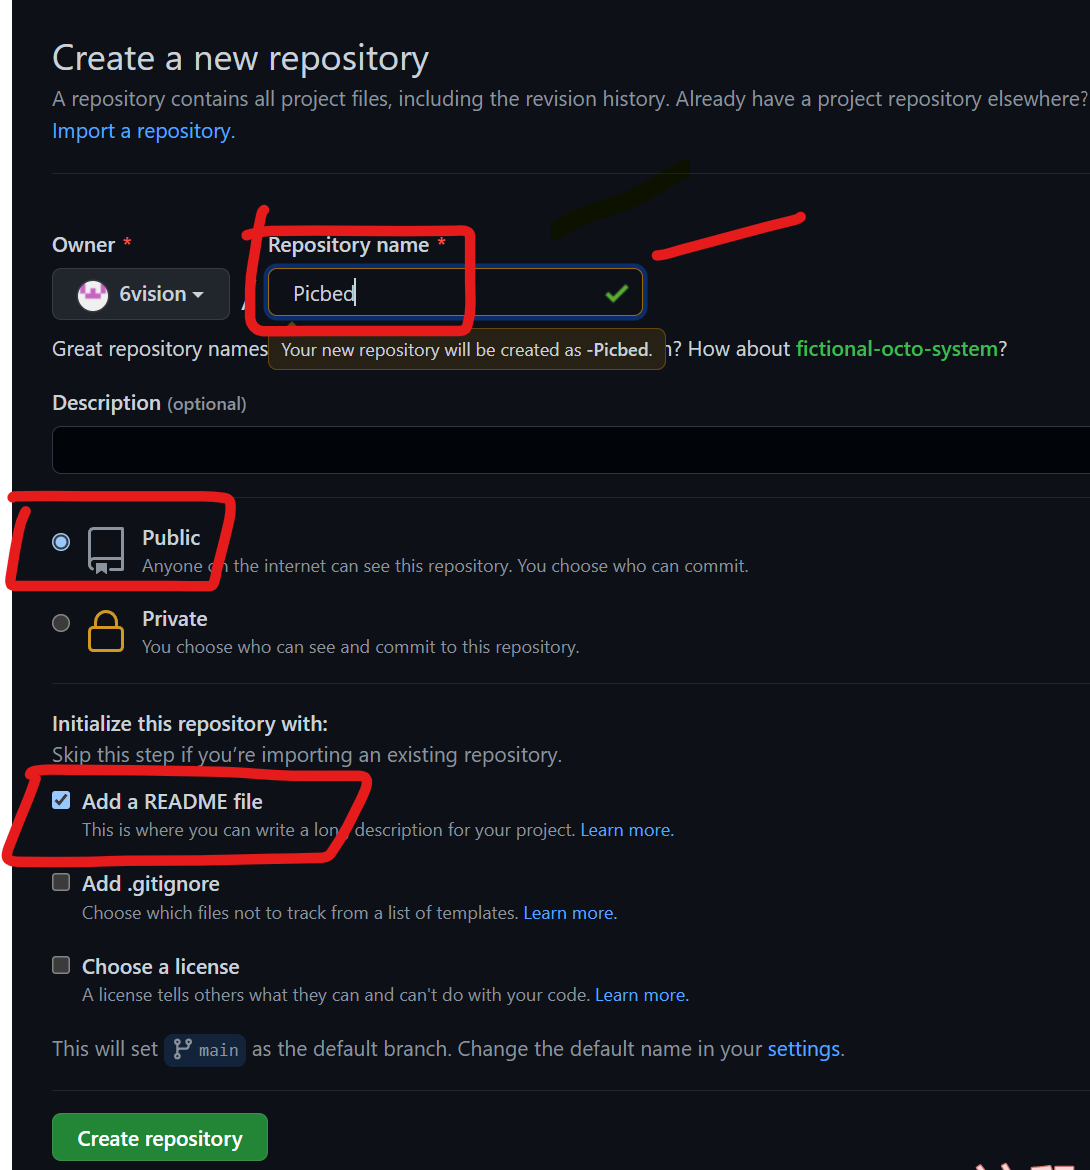 Create a new repository
A repository contains all project files, including the revision history. Already have a project repository elsewhere?
Import a repository.
Owner * Repository name *
6vision Picbed
Great repository names Your new repository will be created as -Picbed. ? How about fictional-octo-system?
Description (optional)
Public
Anyone on the internet can see this repository. You choose who can commit.
Private
You choose who can see and commit to this repository.
Initialize this repository with:
Skip this step if you’re importing an existing repository.
Add a README file
This is where you can write a long description for your project. Learn more.
Add .gitignore
Choose which files not to track from a list of templates. Learn more.
Choose a license
A license tells others what they can and can't do with your code. Learn more.
This will set main as the default branch. Change the default name in your settings.
Create repository